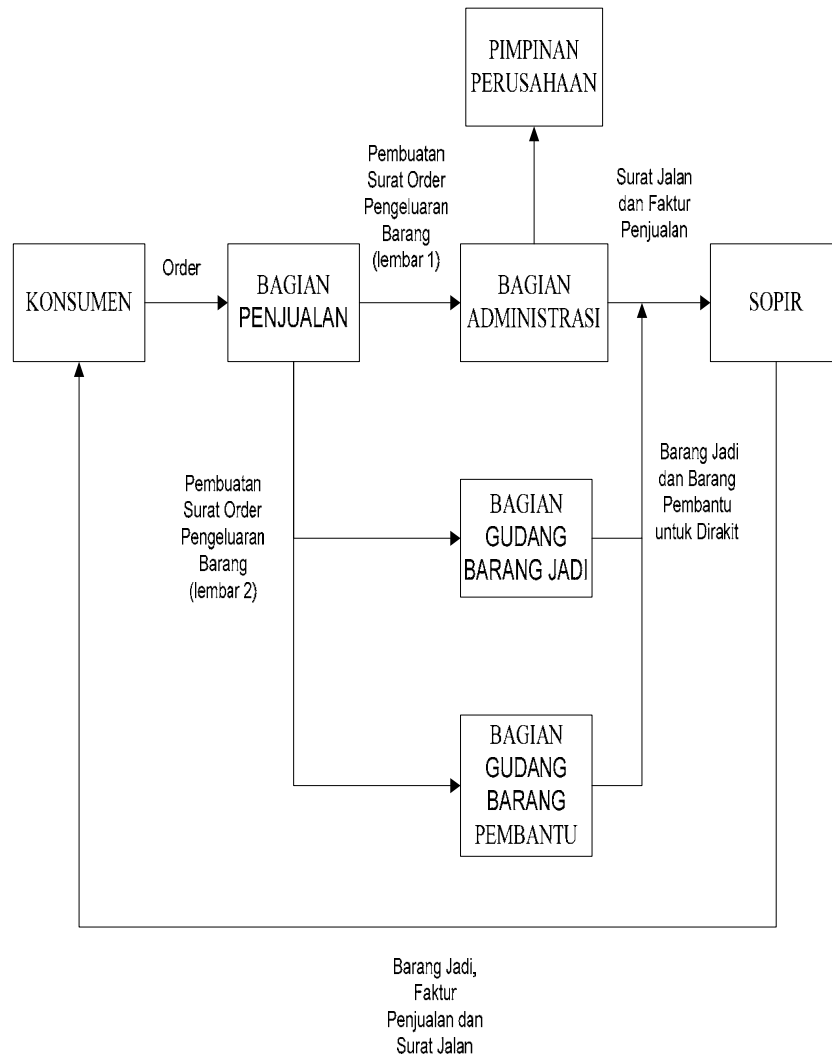 PIMPINAN
PERUSAHAAN
Pembuatan
Surat Order
Pengeluaran
Barang
(lembar 1)
Surat Jalan
dan Faktur
Penjualan
KONSUMEN
Order
BAGIAN
PENJUALAN
BAGIAN
ADMINISTRASI
SOPIR
Pembuatan
Surat Order
Pengeluaran
Barang
(lembar 2)
BAGIAN
GUDANG
BARANG JADI
Barang Jadi
dan Barang
Pembantu
untuk Dirakit
BAGIAN
GUDANG
BARANG
PEMBANTU
Barang Jadi,
Faktur
Penjualan dan
Surat Jalan